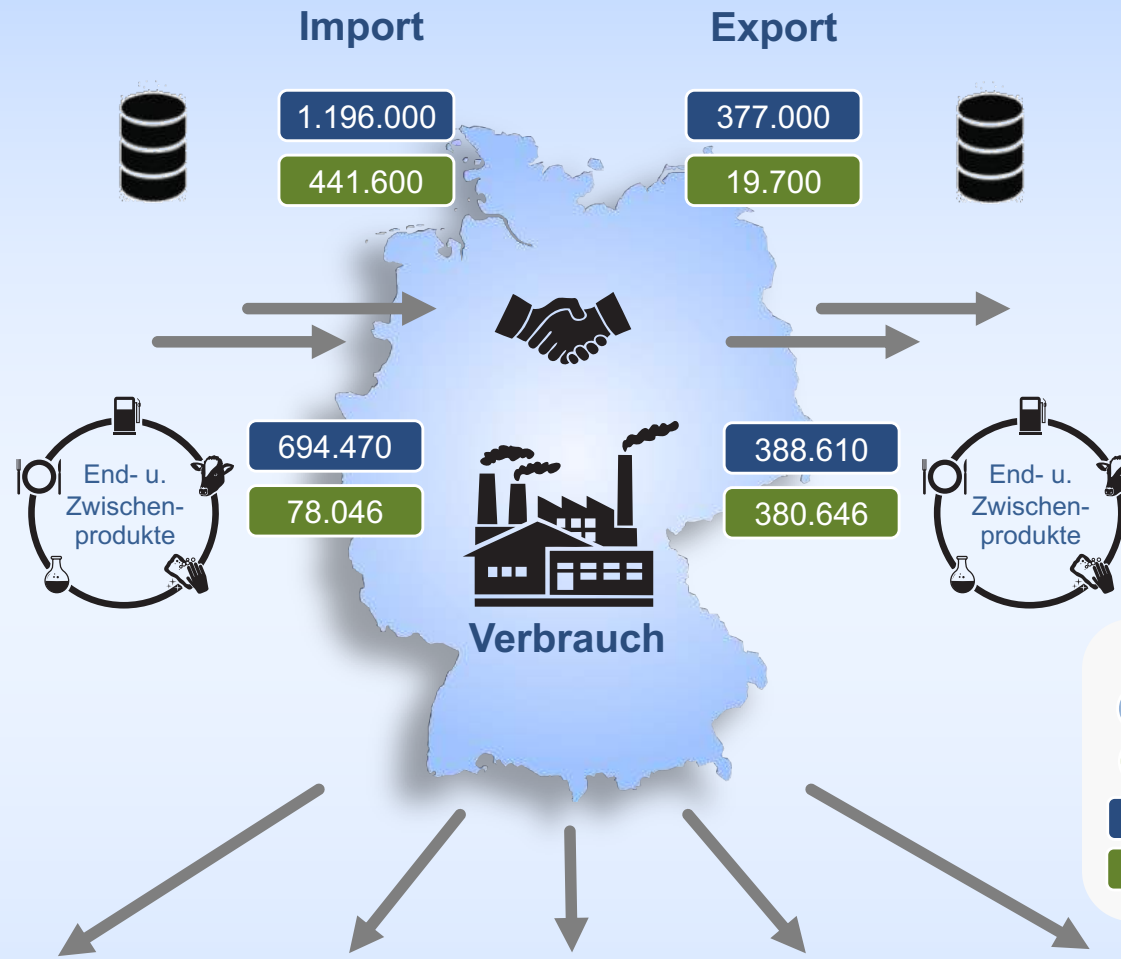 Import
Export
1.196.000
441.600
377.000
19.700
694.470
78.046
388.610
380.646
End- u.
Zwischen-
produkte
End- u.
Zwischen-
produkte
Verbrauch